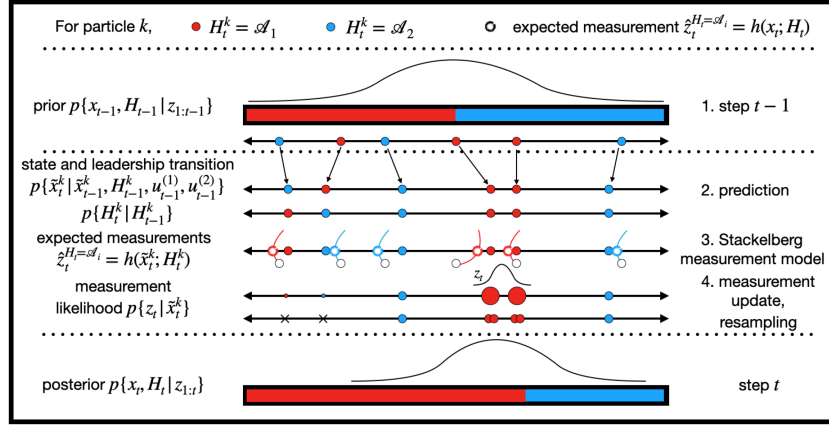 For particle k, H_t^k = 𝒜_1 H_t^k = 𝒜_2 expected measurement ẑ_t^{H_t=𝒜_i} = h(x_t; H_t)
prior p{x_{t−1}, H_{t−1} | z_{1:t−1}}
1. step t − 1
state and leadership transition
p{x̃_t^k | x̃_{t−1}^k, H_{t−1}^k, u_{t−1}^{(1)}, u_{t−1}^{(2)}}
p{H_t^k | H_{t−1}^k}
2. prediction
expected measurements
ẑ_t^{H_t=𝒜_i} = h(x̃_t^k; H_t^k)
3. Stackelberg
measurement model
z_t
measurement
likelihood p{z_t | x̃_t^k}
4. measurement
update,
resampling
posterior p{x_t, H_t | z_{1:t}}
step t